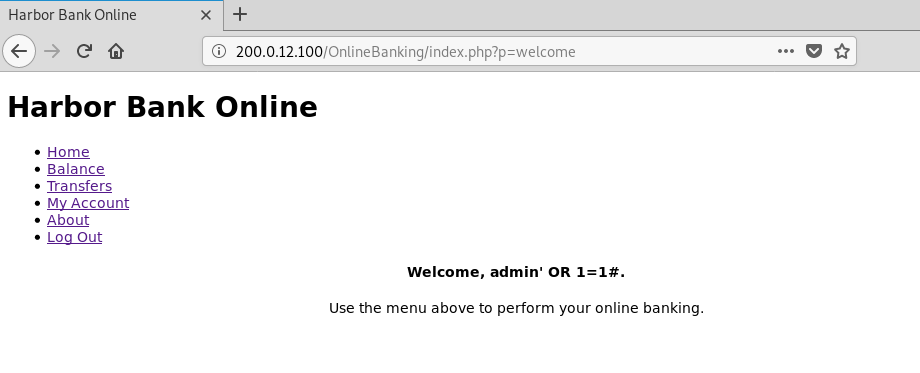 Harbor Bank Online
200.0.12.100/OnlineBanking/index.php?p=welcome
Harbor Bank Online
Home
Balance
Transfers
My Account
About
Log Out
Welcome, admin' OR 1=1#.
Use the menu above to perform your online banking.